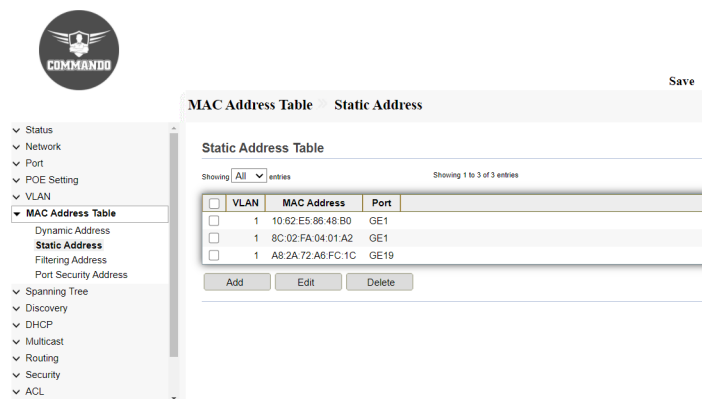 COMMANDO
Save
MAC Address Table Static Address
Status
Network
Port
POE Setting
VLAN
MAC Address Table
Dynamic Address
Static Address
Filtering Address
Port Security Address
Spanning Tree
Discovery
DHCP
Multicast
Routing
Security
ACL
Static Address Table
Showing All entries
Showing 1 to 3 of 3 entries
VLAN MAC Address Port
1 10:62:E5:86:48:B0 GE1
1 8C:02:FA:04:01:A2 GE1
1 A8:2A:72:A6:FC:1C GE19
Add Edit Delete